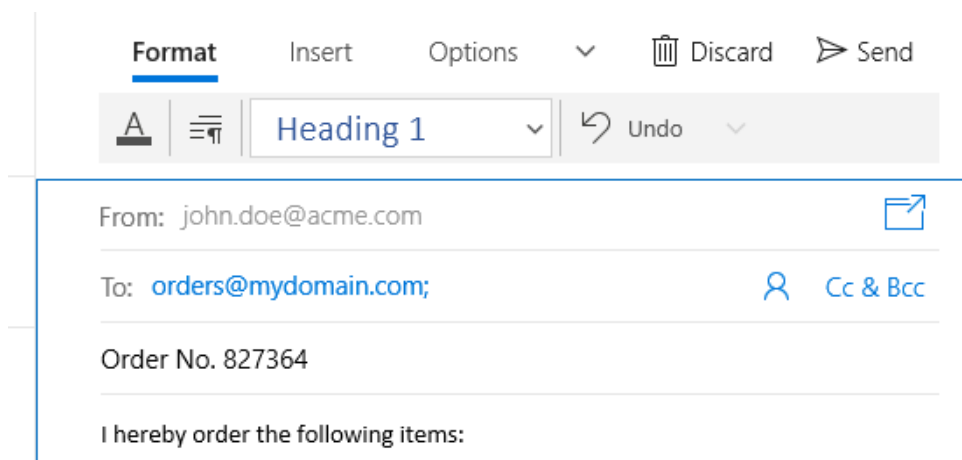 Format Insert Options Discard Send
A Heading 1 Undo
From: john.doe@acme.com
To: orders@mydomain.com; Cc & Bcc
Order No. 827364
I hereby order the following items: